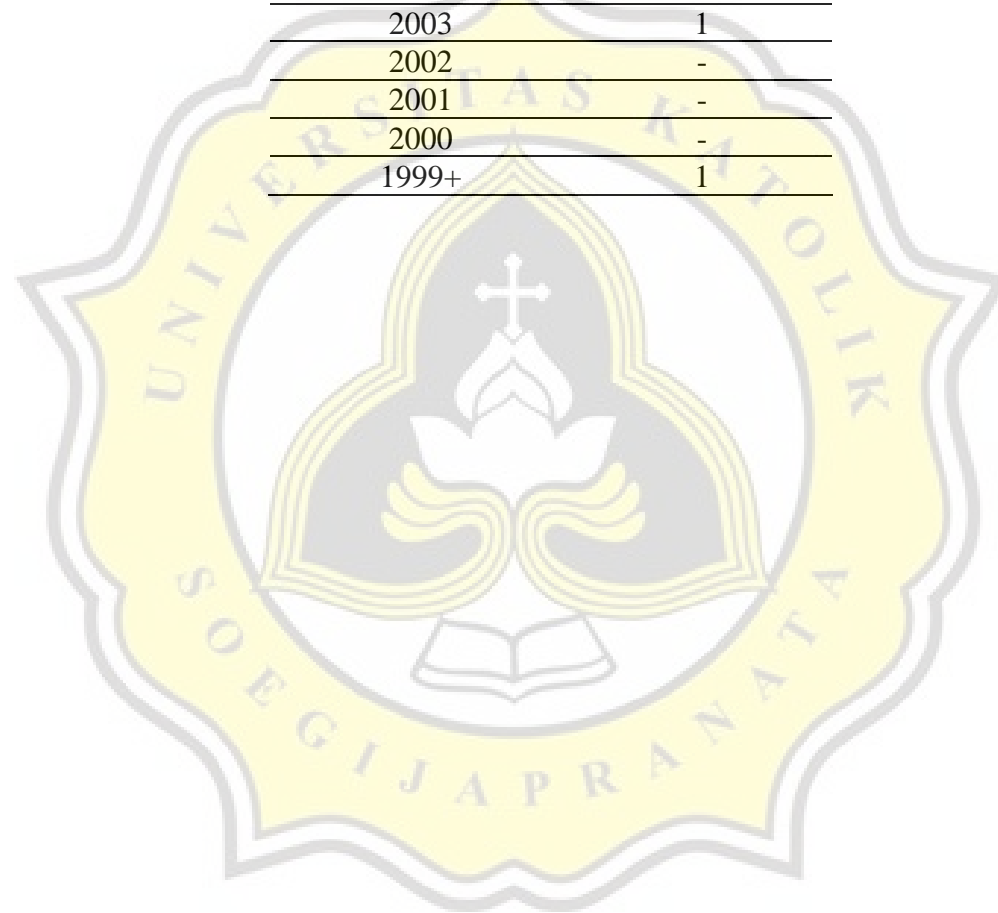 2003 1
2002 -
2001 -
2000 -
1999+ 1
UNIVERSITAS KATOLIK
SOEGIJAPRANATA